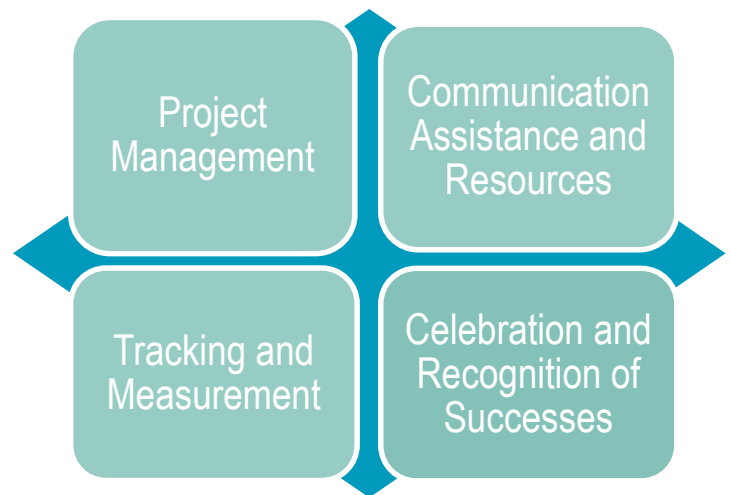 Project
Management
Communication
Assistance and
Resources
Tracking and
Measurement
Celebration and
Recognition of
Successes